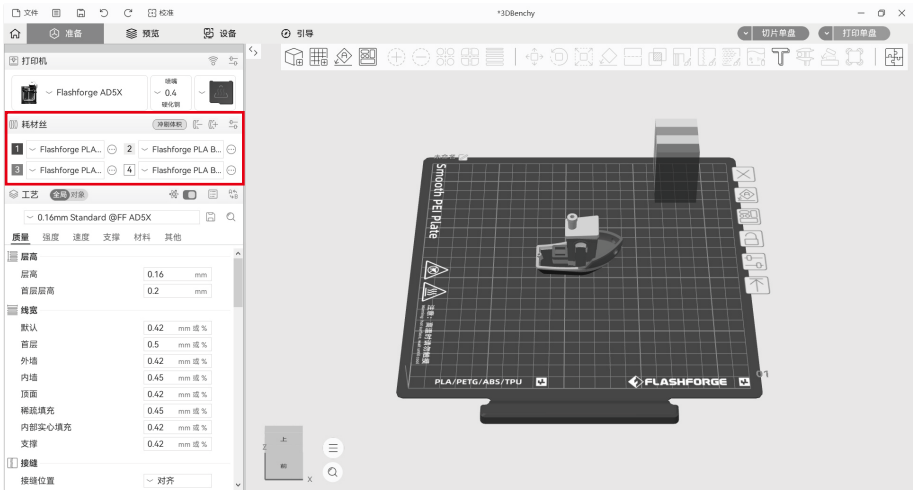 文件 校准 *3DBenchy
准备 预览 设备 引导 切片单盘 打印单盘
打印机
Flashforge AD5X 喷嘴 0.4 硬化钢
耗材丝 冲刷体积
1 Flashforge PLA... 2 Flashforge PLA B...
3 Flashforge PLA... 4 Flashforge PLA B...
工艺 全局 对象
0.16mm Standard @FF AD5X
质量 强度 速度 支撑 材料 其他
层高
层高 0.16 mm
首层层高 0.2 mm
线宽
默认 0.42 mm 或 %
首层 0.5 mm 或 %
外墙 0.42 mm 或 %
内墙 0.45 mm 或 %
顶面 0.42 mm 或 %
稀疏填充 0.45 mm 或 %
内部实心填充 0.42 mm 或 %
支撑 0.42 mm 或 %
接缝
接缝位置 对齐
Smooth PEI Plate
PLA/PETG/ABS/TPU
FLASHFORGE
01
上
前
Z
X